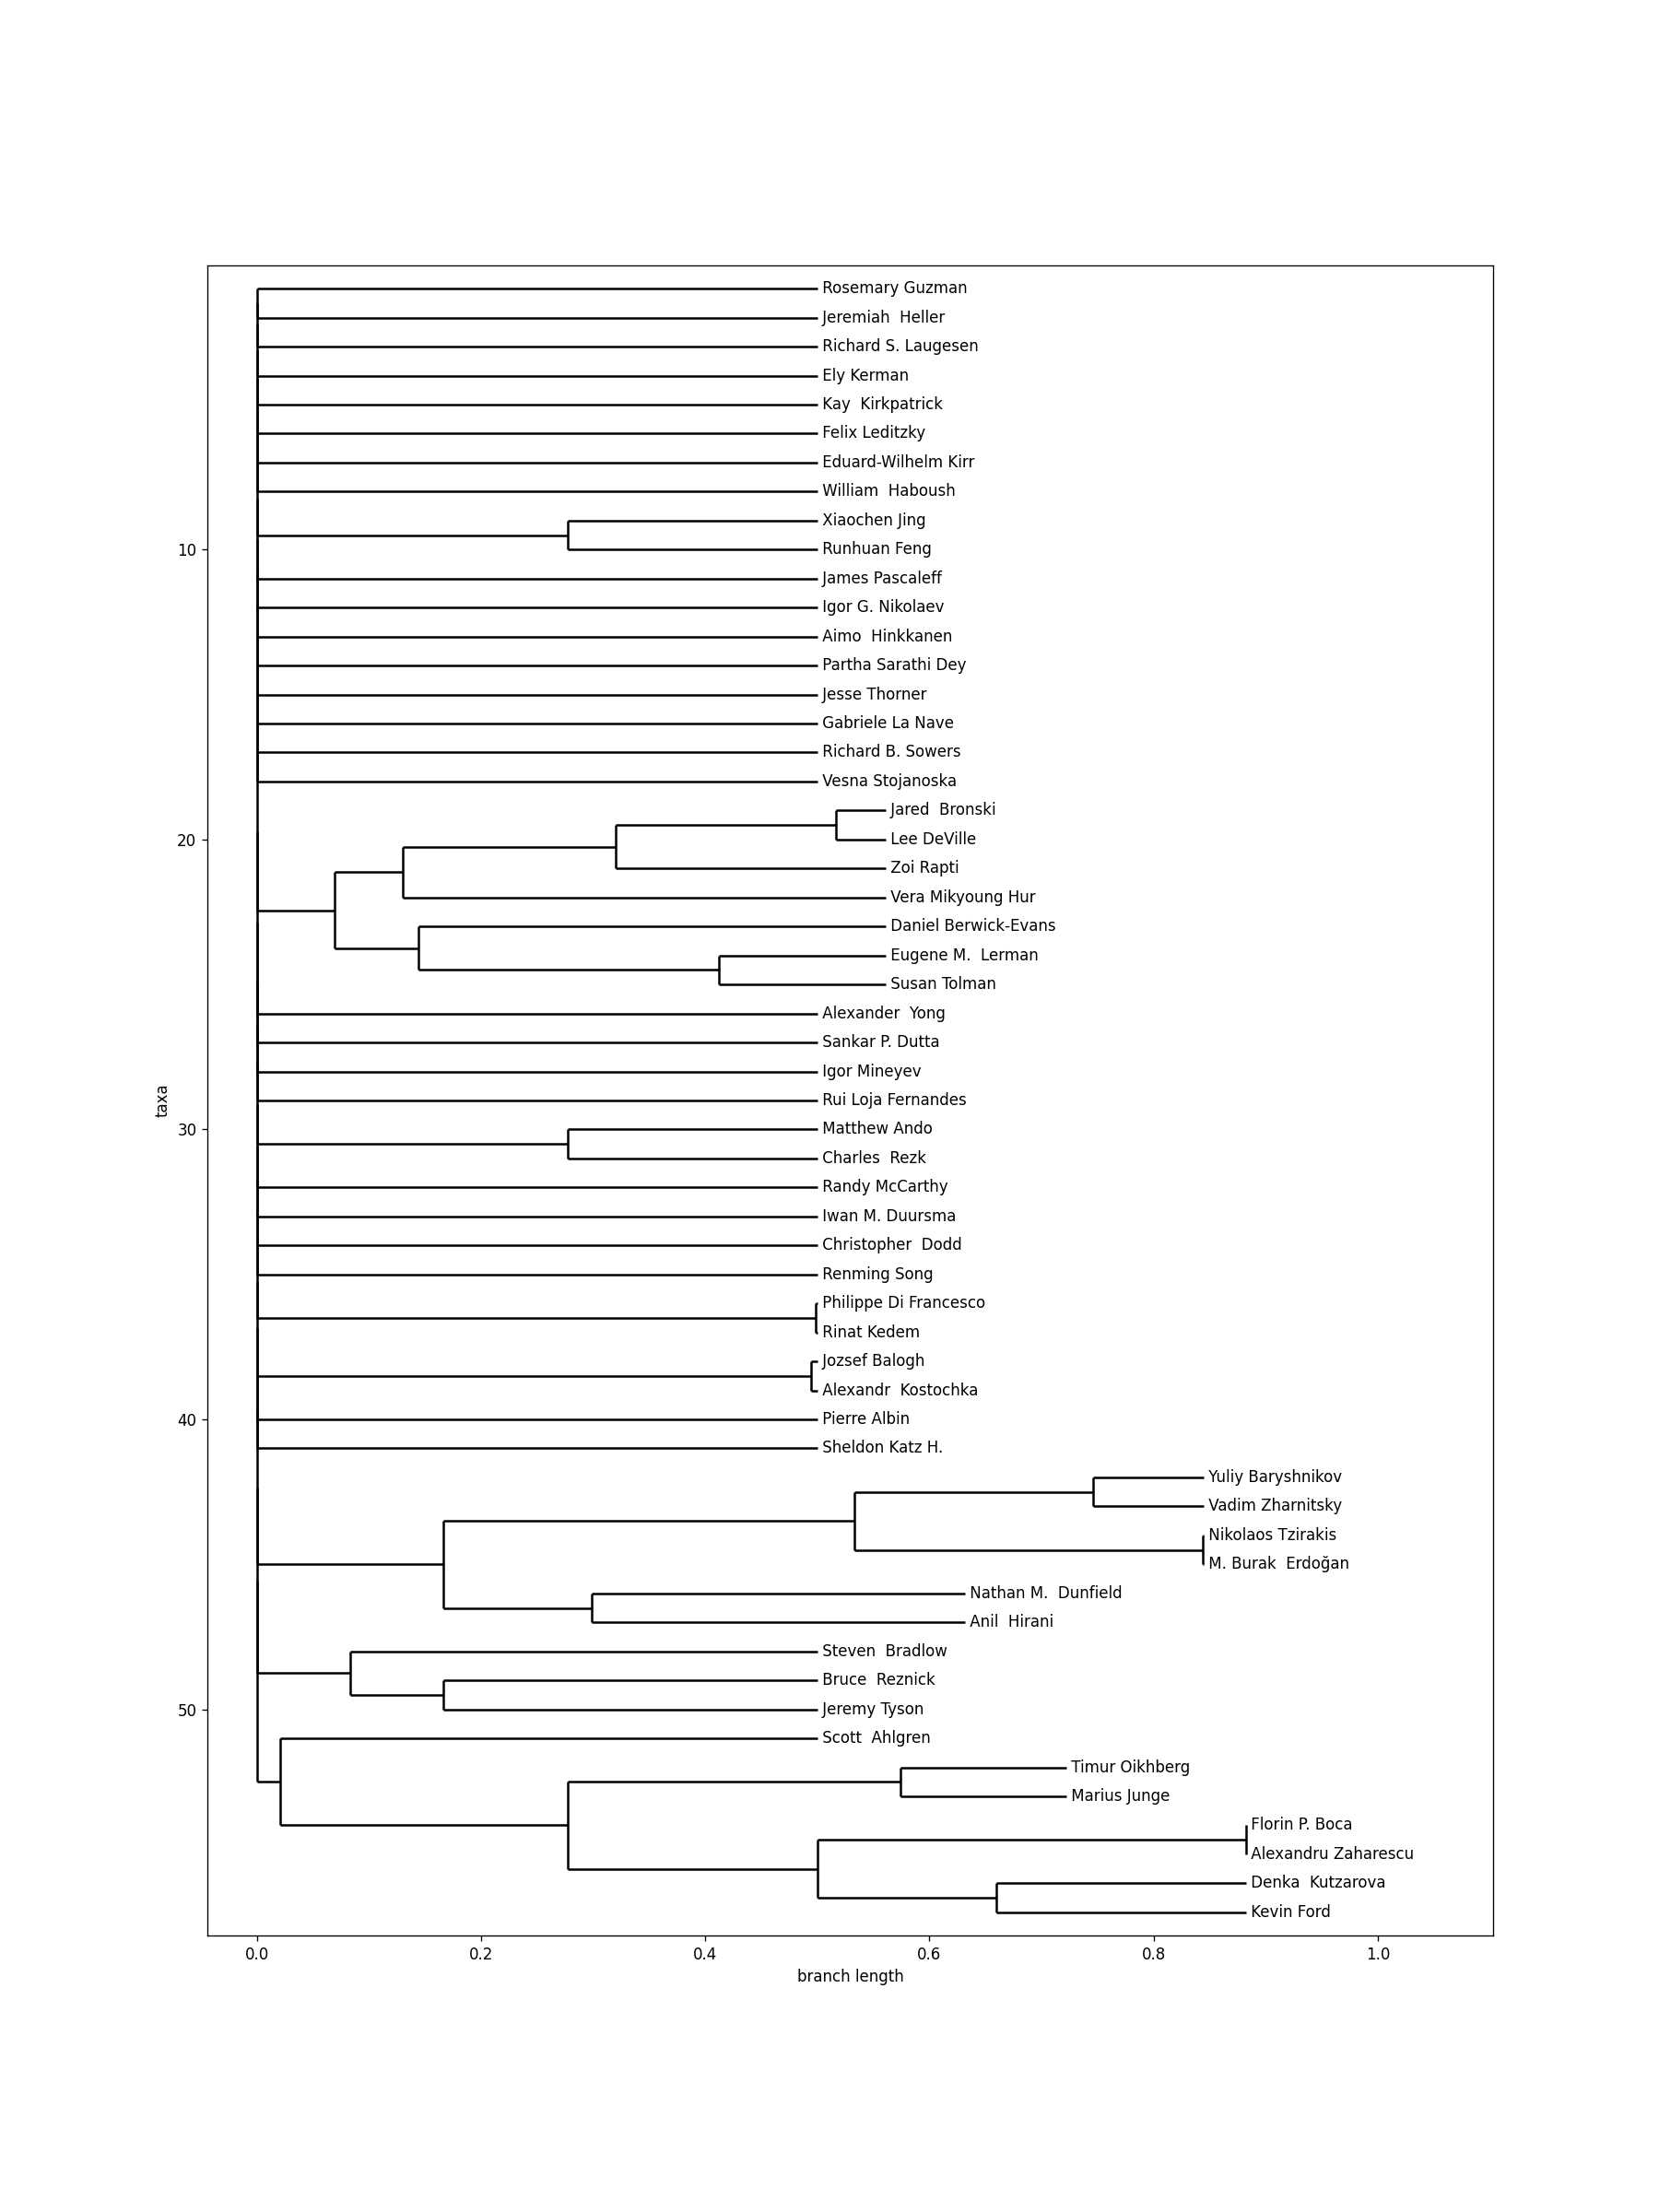 Rosemary Guzman
Jeremiah  Heller
Richard S. Laugesen
Ely Kerman
Kay  Kirkpatrick
Felix Leditzky
Eduard-Wilhelm Kirr
William  Haboush
Xiaochen Jing
10
Runhuan Feng
James Pascaleff
Igor G. Nikolaev
Aimo  Hinkkanen
Partha Sarathi Dey
Jesse Thorner
Gabriele La Nave
Richard B. Sowers
Vesna Stojanoska
Jared  Bronski
20
Lee DeVille
Zoi Rapti
Vera Mikyoung Hur
Daniel Berwick-Evans
Eugene M.  Lerman
Susan Tolman
Alexander  Yong
Sankar P. Dutta
Igor Mineyev
Rui Loja Fernandes
taxa
30
Matthew Ando
Charles  Rezk
Randy McCarthy
Iwan M. Duursma
Christopher  Dodd
Renming Song
Philippe Di Francesco
Rinat Kedem
Jozsef Balogh
Alexandr  Kostochka
40
Pierre Albin
Sheldon Katz H.
Yuliy Baryshnikov
Vadim Zharnitsky
Nikolaos Tzirakis
M. Burak  Erdoğan
Nathan M.  Dunfield
Anil  Hirani
Steven  Bradlow
Bruce  Reznick
50
Jeremy Tyson
Scott  Ahlgren
Timur Oikhberg
Marius Junge
Florin P. Boca
Alexandru Zaharescu
Denka  Kutzarova
Kevin Ford
0.0 0.2 0.4 0.6 0.8 1.0
branch length